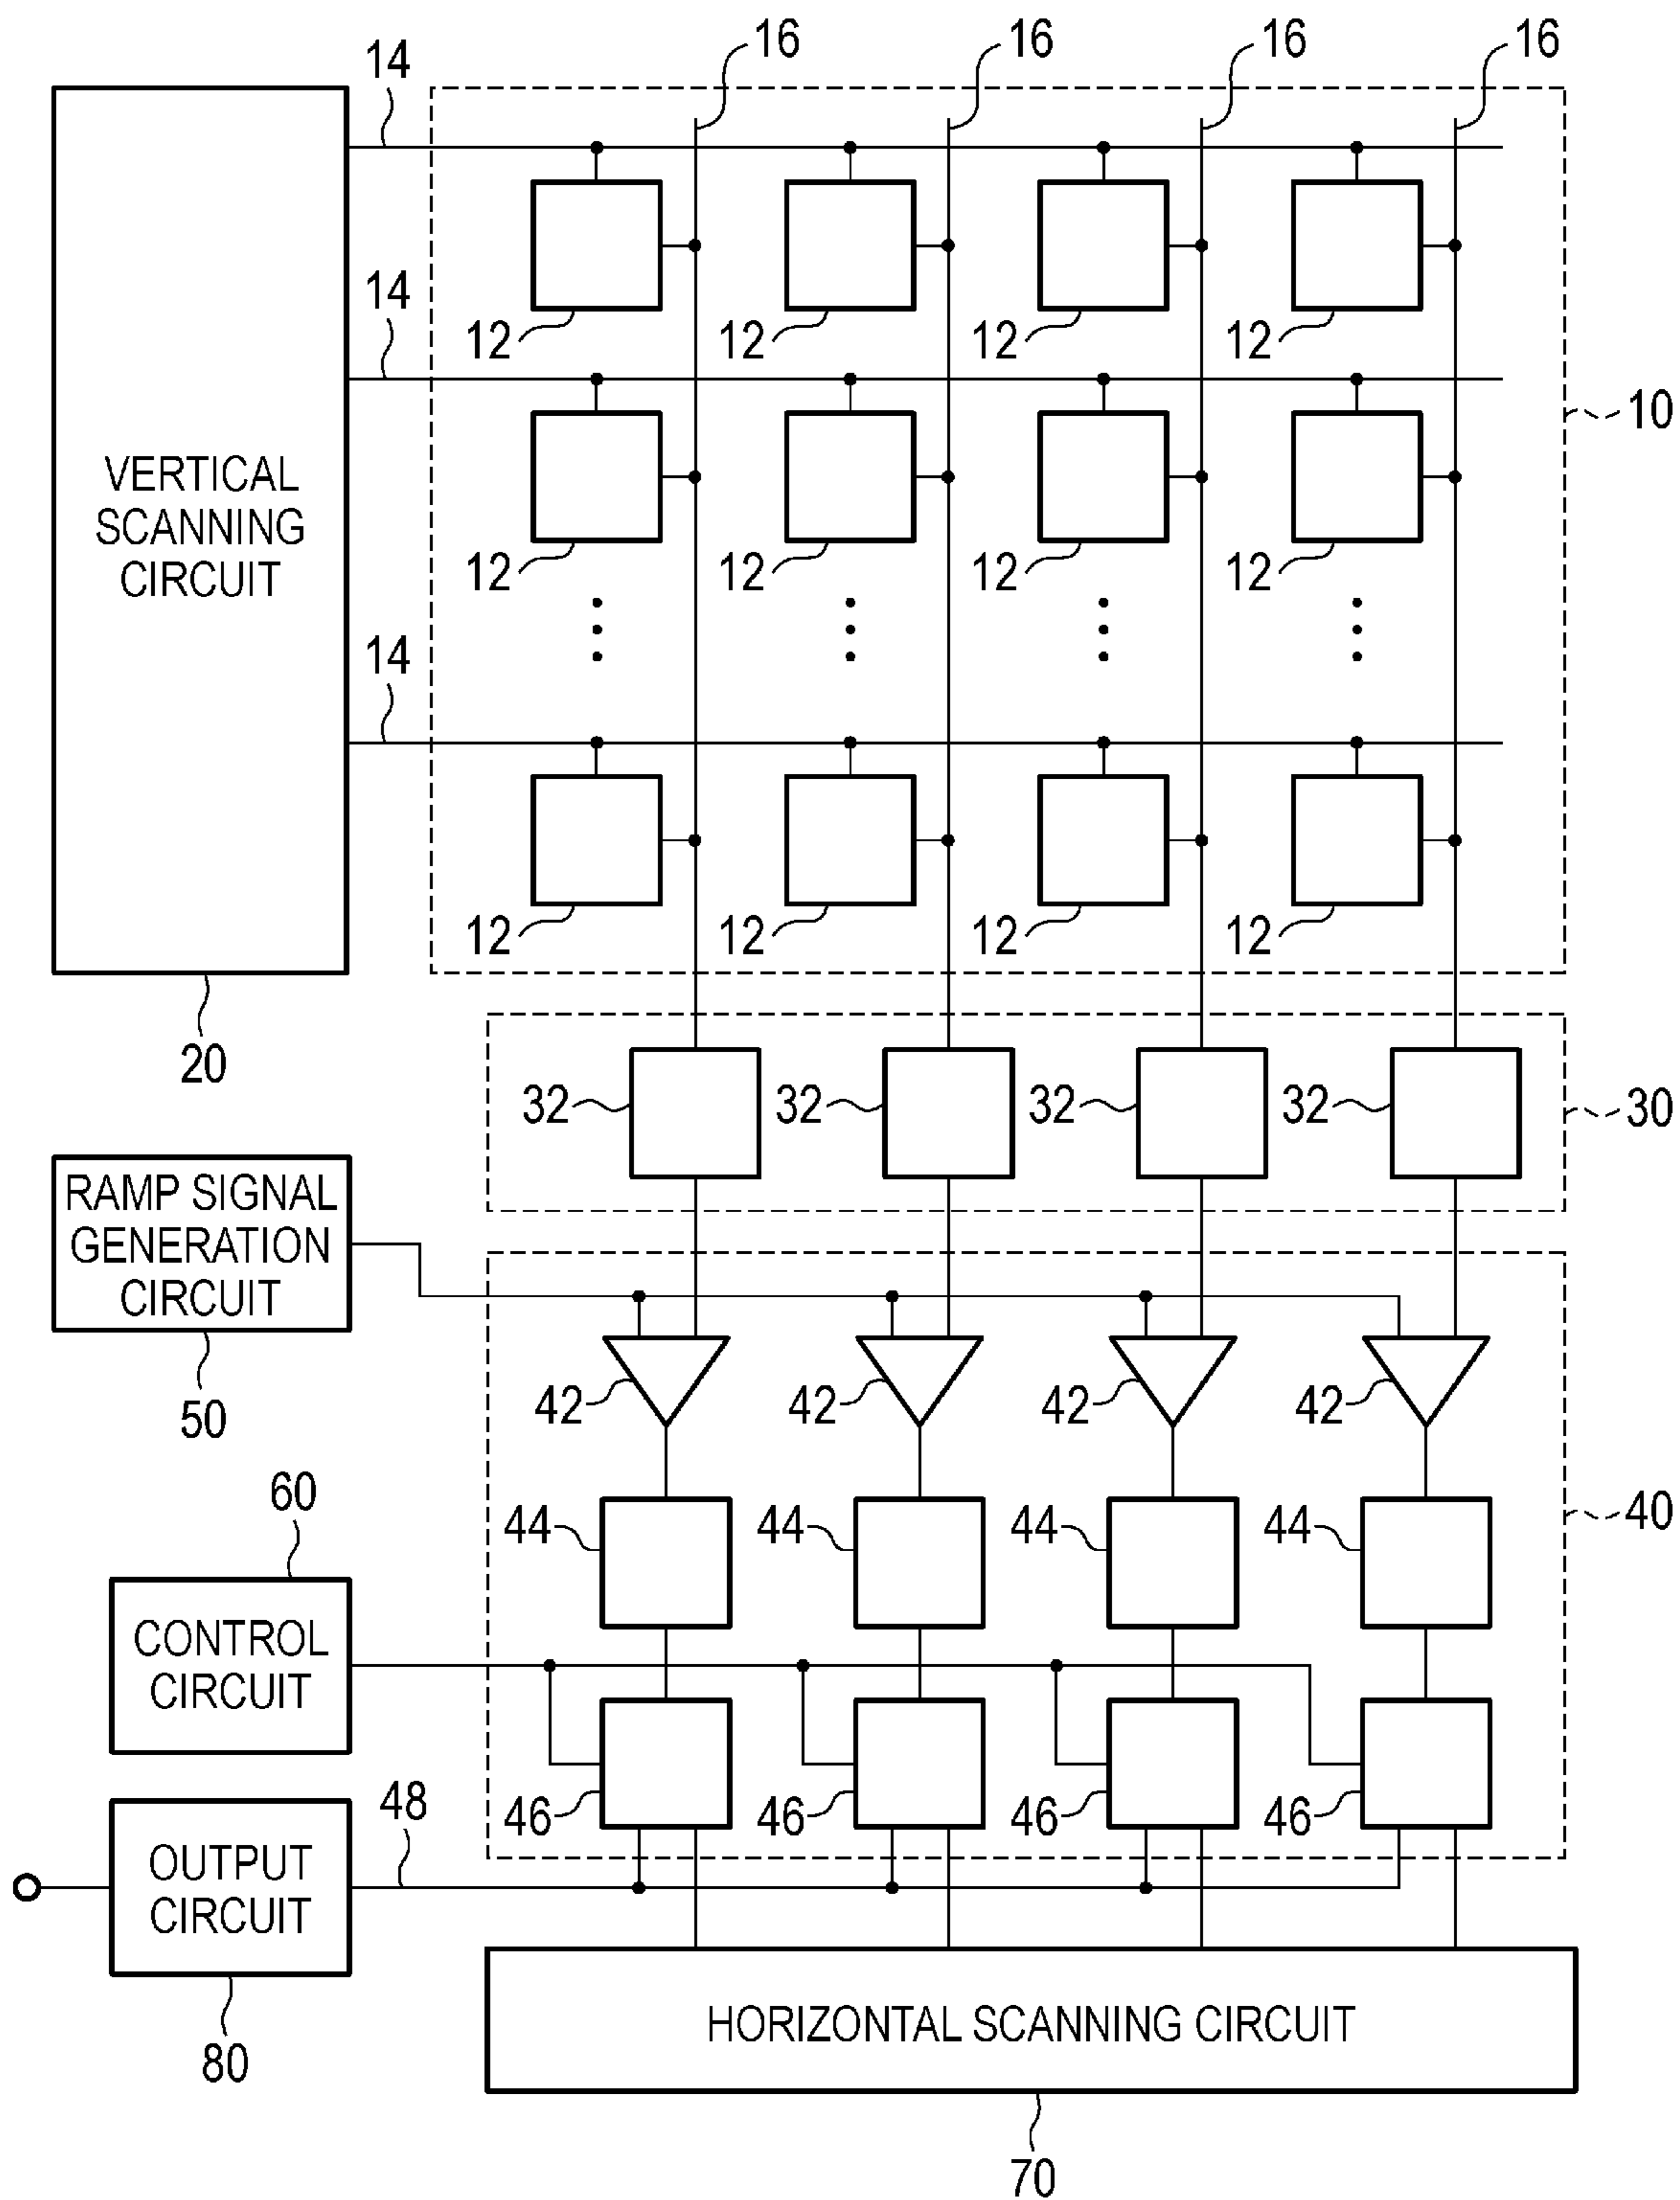 16 16 16 16
14
12 12 12 12
14
10
VERTICAL
SCANNING
CIRCUIT
12 12 12 12
14
12 12 12 12
20
32 32 32 32 30
RAMP SIGNAL
GENERATION
CIRCUIT
50
42 42 42 42
60
44 44 44 44 40
CONTROL
CIRCUIT
48
46 46 46 46
OUTPUT
CIRCUIT
80
HORIZONTAL SCANNING CIRCUIT
70